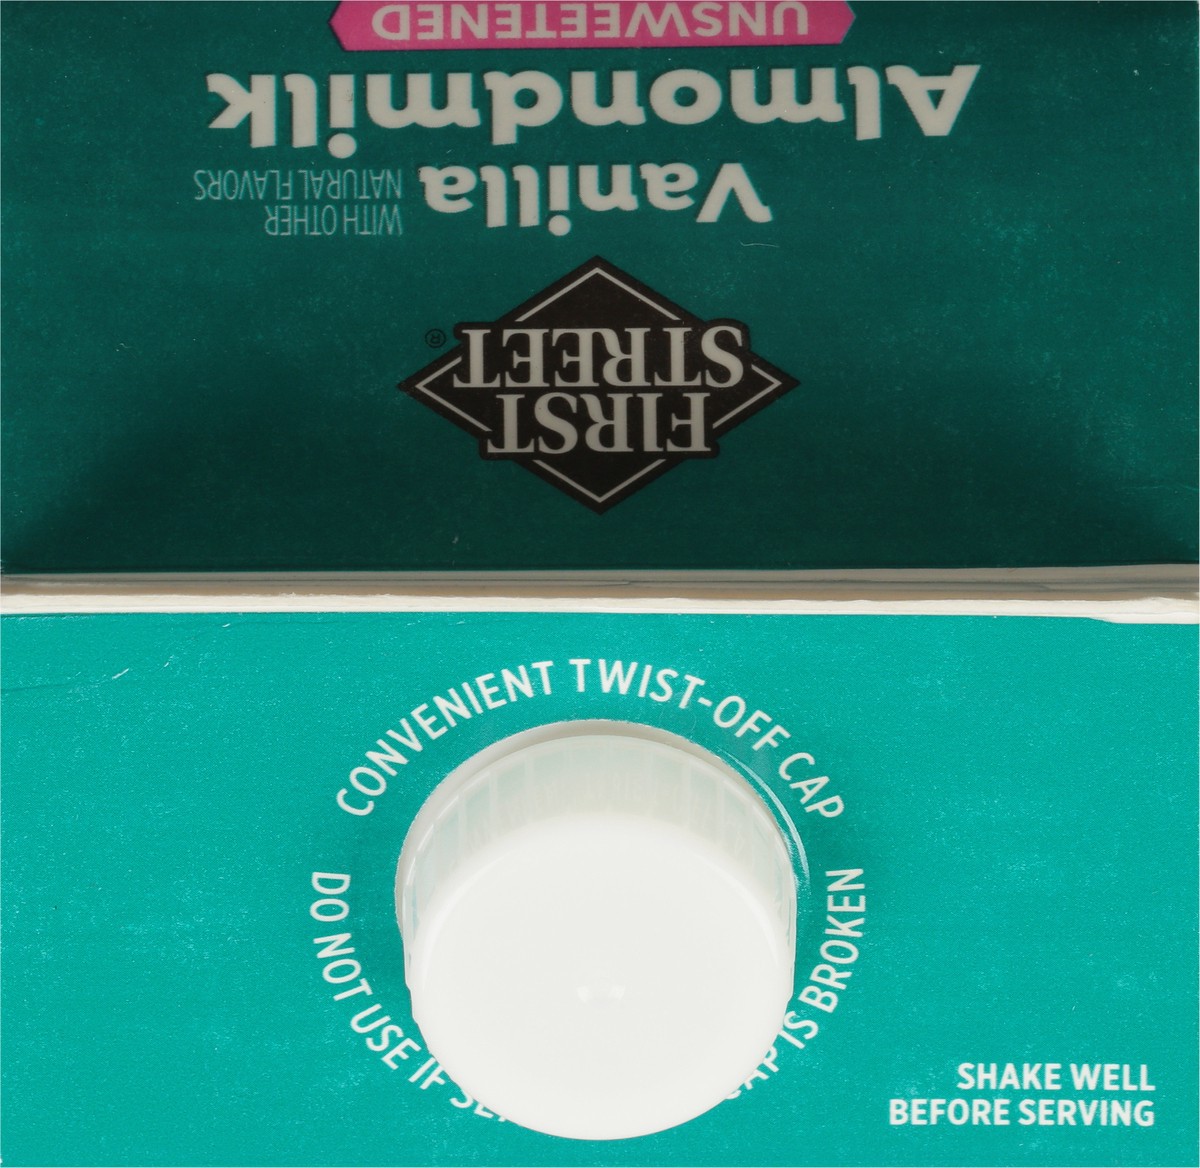 FIRST
STREET®
Vanilla
WITH OTHER
NATURAL FLAVORS
Almondmilk
UNSWEETENED
CONVENIENT TWIST-OFF CAP
DO NOT USE IF IS BROKEN
SHAKE WELL
BEFORE SERVING